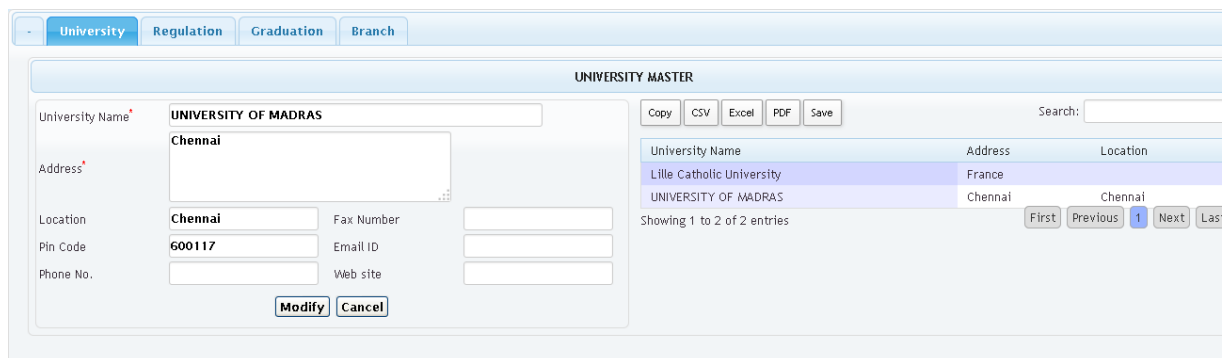 - University Regulation Graduation Branch
UNIVERSITY MASTER
University Name* UNIVERSITY OF MADRAS
Address* Chennai
Location Chennai Fax Number
Pin Code 600117 Email ID
Phone No. Web site
Modify Cancel
Copy CSV Excel PDF Save Search:
University Name Address Location
Lille Catholic University France
UNIVERSITY OF MADRAS Chennai Chennai
Showing 1 to 2 of 2 entries First Previous 1 Next Last